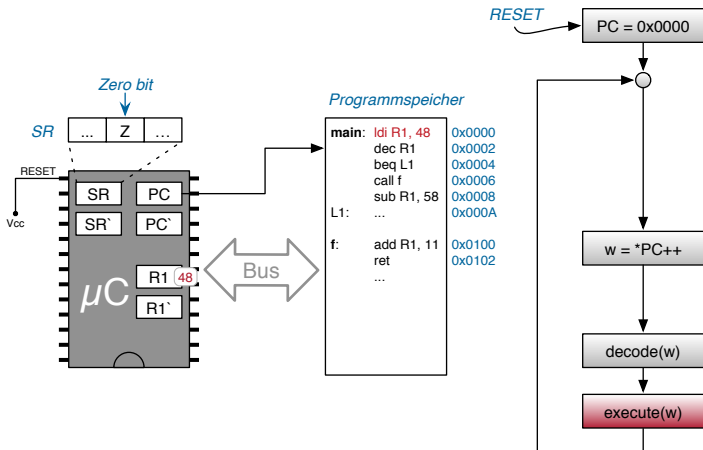 RESET
PC = 0x0000
Zero bit
Programmspeicher
SR
... Z ...
main: ldi R1, 48 0x0000
dec R1 0x0002
beq L1 0x0004
call f 0x0006
sub R1, 58 0x0008
L1: ... 0x000A
f: add R1, 11 0x0100
ret 0x0102
...
RESET
Vcc
SR PC
SR` PC`
R1 48
R1`
µC
Bus
w = *PC++
decode(w)
execute(w)